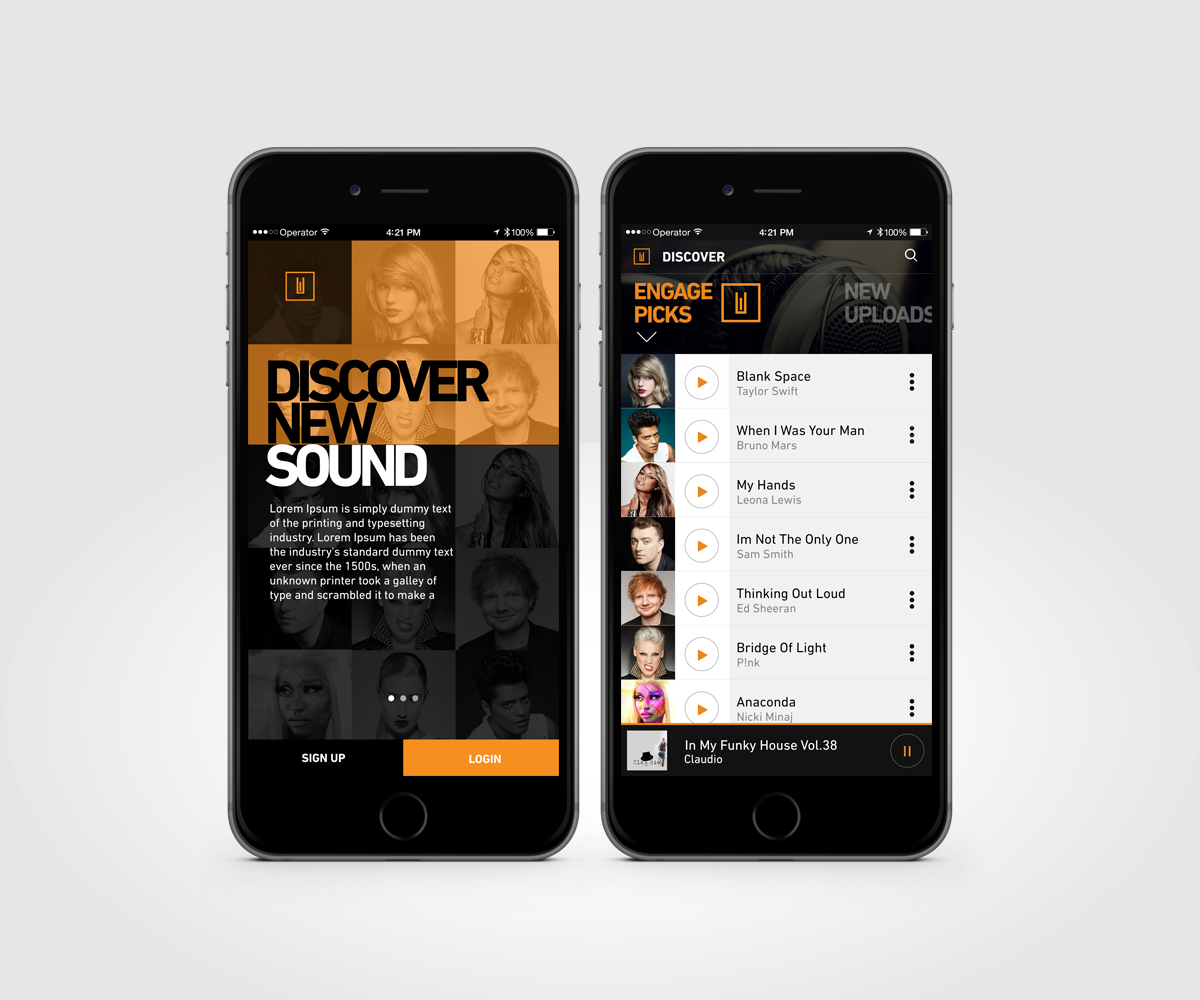 Operator 4:21 PM 100%
DISCOVER
NEW
SOUND
Lorem Ipsum is simply dummy text
of the printing and typesetting
industry. Lorem Ipsum has been
the industry's standard dummy text
ever since the 1500s, when an
unknown printer took a galley of
type and scrambled it to make a
SIGN UP LOGIN
Operator 4:21 PM 100%
DISCOVER
ENGAGE
PICKS
NEW
UPLOADS
Blank Space
Taylor Swift
When I Was Your Man
Bruno Mars
My Hands
Leona Lewis
Im Not The Only One
Sam Smith
Thinking Out Loud
Ed Sheeran
Bridge Of Light
P!nk
Anaconda
Nicki Minaj
In My Funky House Vol.38
Claudio